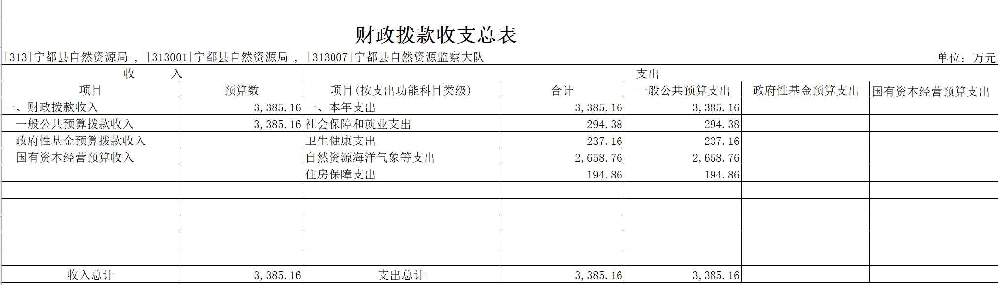 财政拨款收支总表
[313]宁都县自然资源局 , [313001]宁都县自然资源局 , [313007]宁都县自然资源监察大队 单位：万元
收 入 支出
项目 预算数 项目(按支出功能科目类级) 合计 一般公共预算支出 政府性基金预算支出 国有资本经营预算支出
一、财政拨款收入 3,385.16 一、本年支出 3,385.16 3,385.16
一般公共预算拨款收入 3,385.16 社会保障和就业支出 294.38 294.38
政府性基金预算拨款收入 卫生健康支出 237.16 237.16
国有资本经营预算收入 自然资源海洋气象等支出 2,658.76 2,658.76
住房保障支出 194.86 194.86
收入总计 3,385.16 支出总计 3,385.16 3,385.16